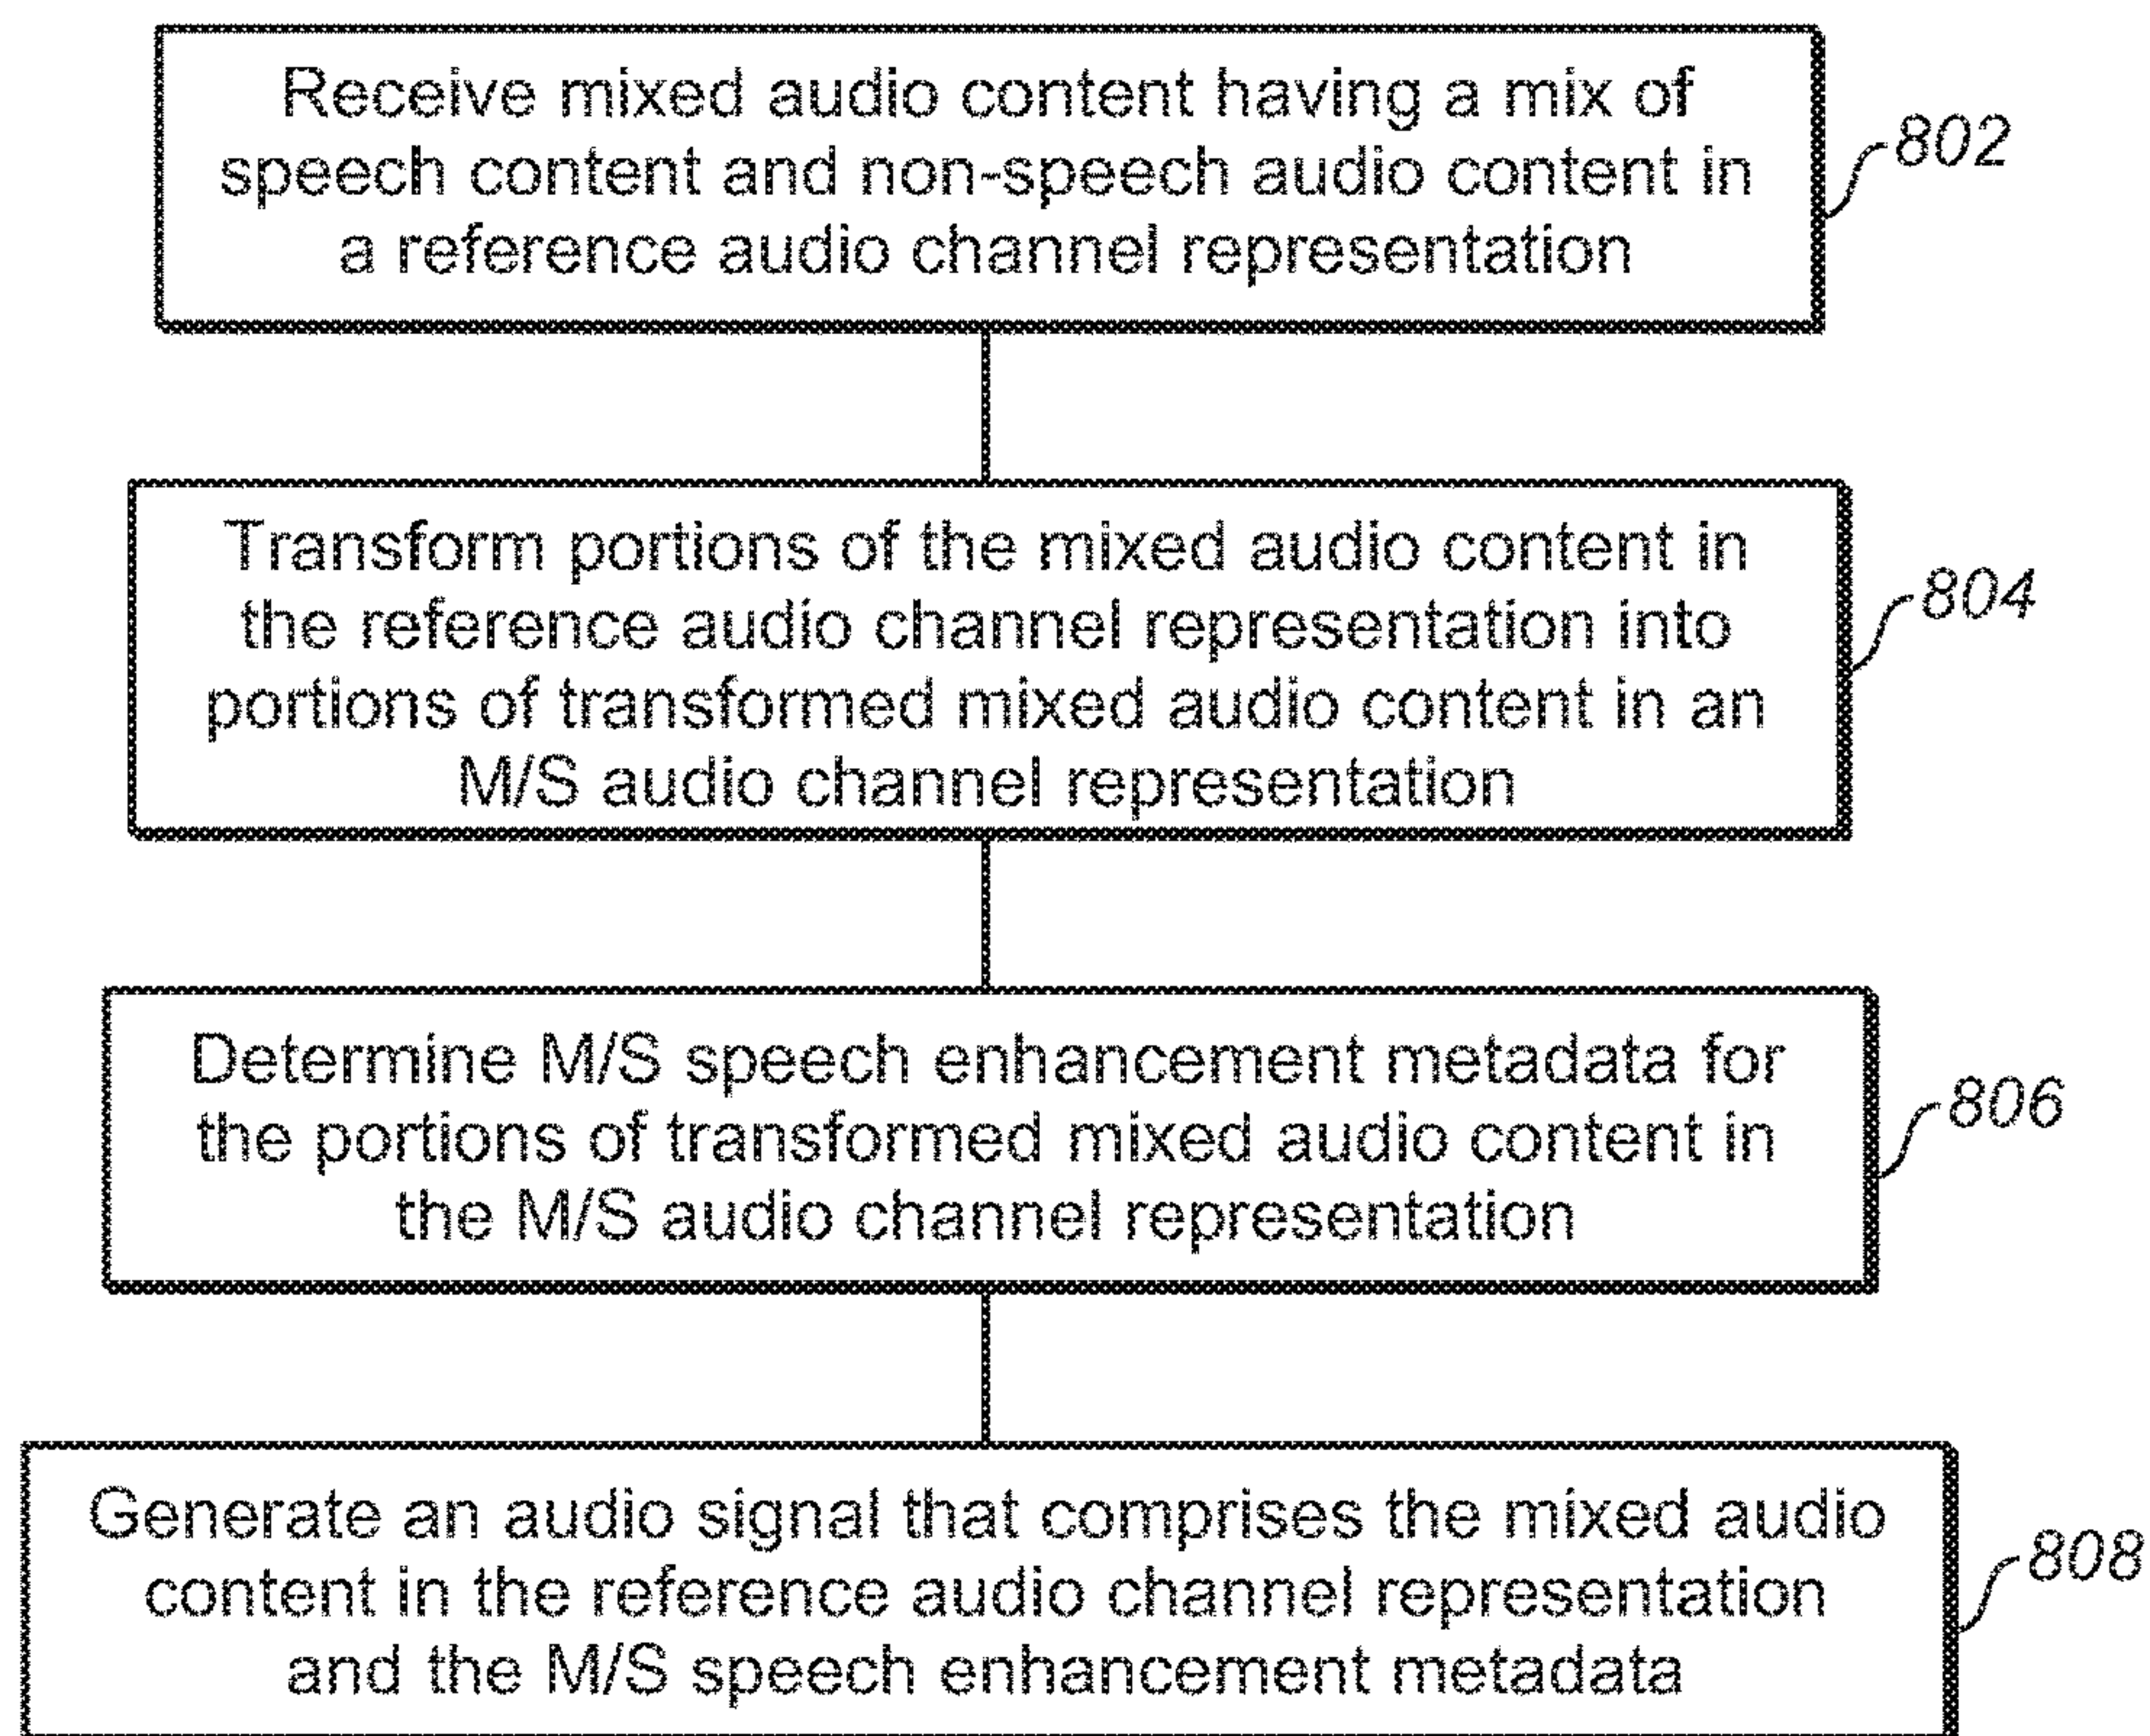 Receive mixed audio content having a mix of
speech content and non-speech audio content in
a reference audio channel representation
802
Transform portions of the mixed audio content in
the reference audio channel representation into
portions of transformed mixed audio content in an
M/S audio channel representation
804
Determine M/S speech enhancement metadata for
the portions of transformed mixed audio content in
the M/S audio channel representation
806
Generate an audio signal that comprises the mixed audio
content in the reference audio channel representation
and the M/S speech enhancement metadata
808